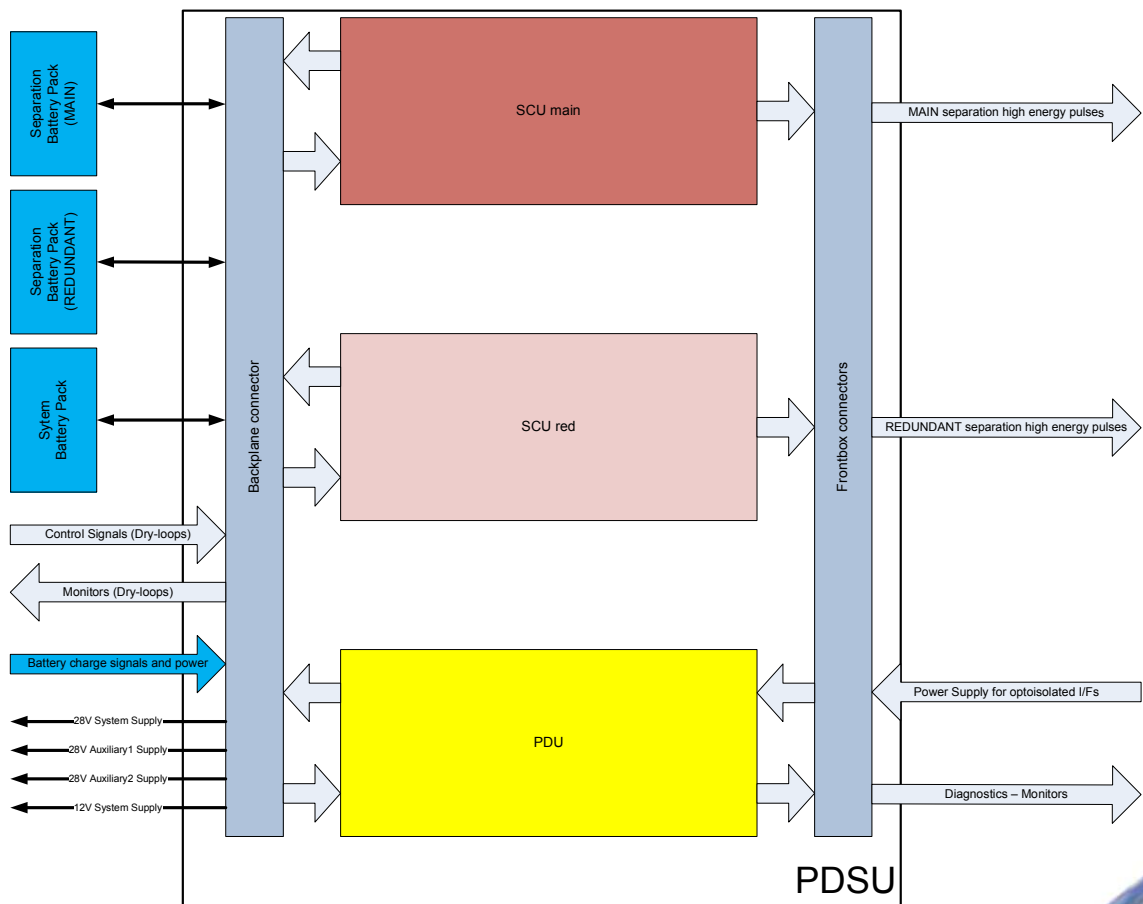 Separation
Battery Pack
(MAIN)
Separation
Battery Pack
(REDUNDANT)
Sytem
Battery Pack
Control Signals (Dry-loops)
Monitors (Dry-loops)
Battery charge signals and power
28V System Supply
28V Auxiliary1 Supply
28V Auxiliary2 Supply
12V System Supply
Backplane connector
SCU main
SCU red
PDU
Frontbox connectors
MAIN separation high energy pulses
REDUNDANT separation high energy pulses
Power Supply for optoisolated I/Fs
Diagnostics – Monitors
PDSU